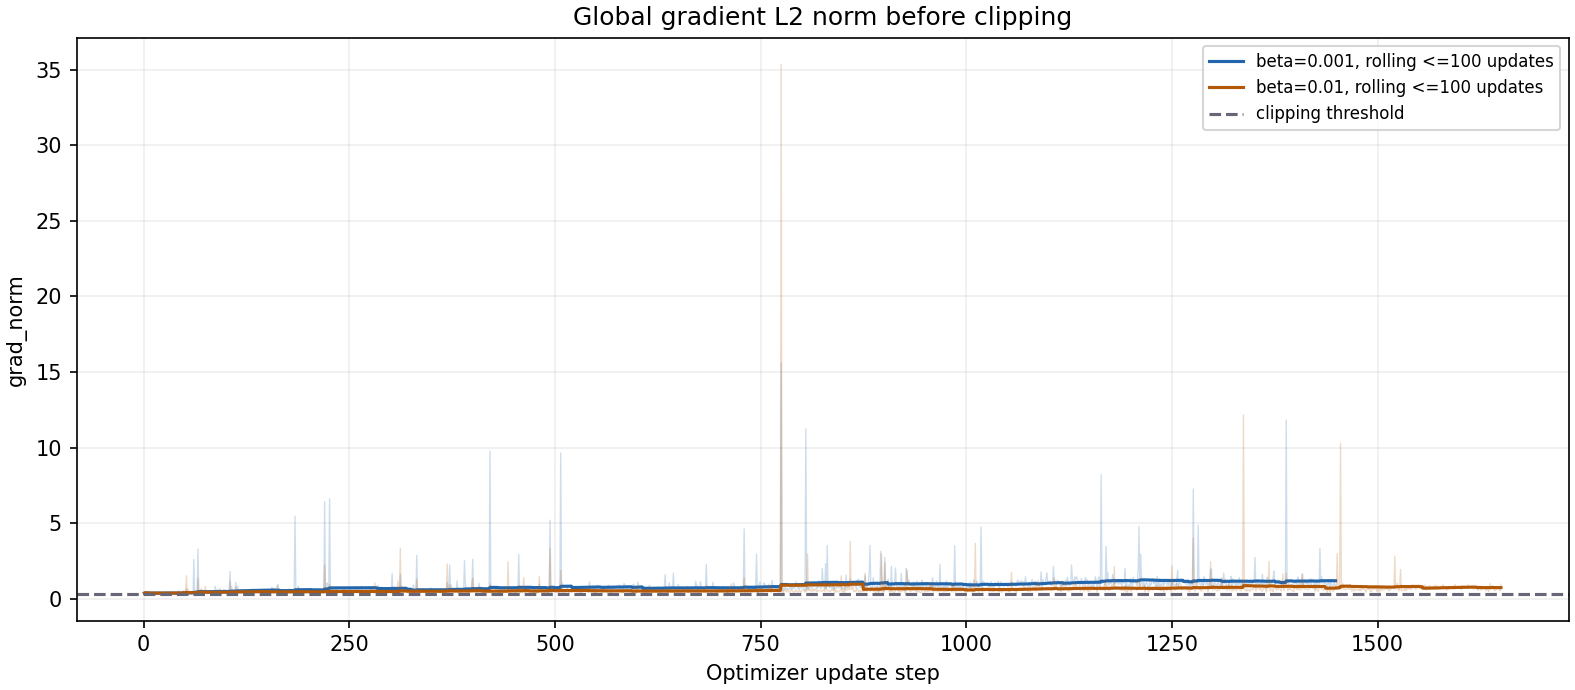 Global gradient L2 norm before clipping
beta=0.001, rolling <=100 updates
beta=0.01, rolling <=100 updates
clipping threshold
grad_norm
35
30
25
20
15
10
5
0
0 250 500 750 1000 1250 1500
Optimizer update step